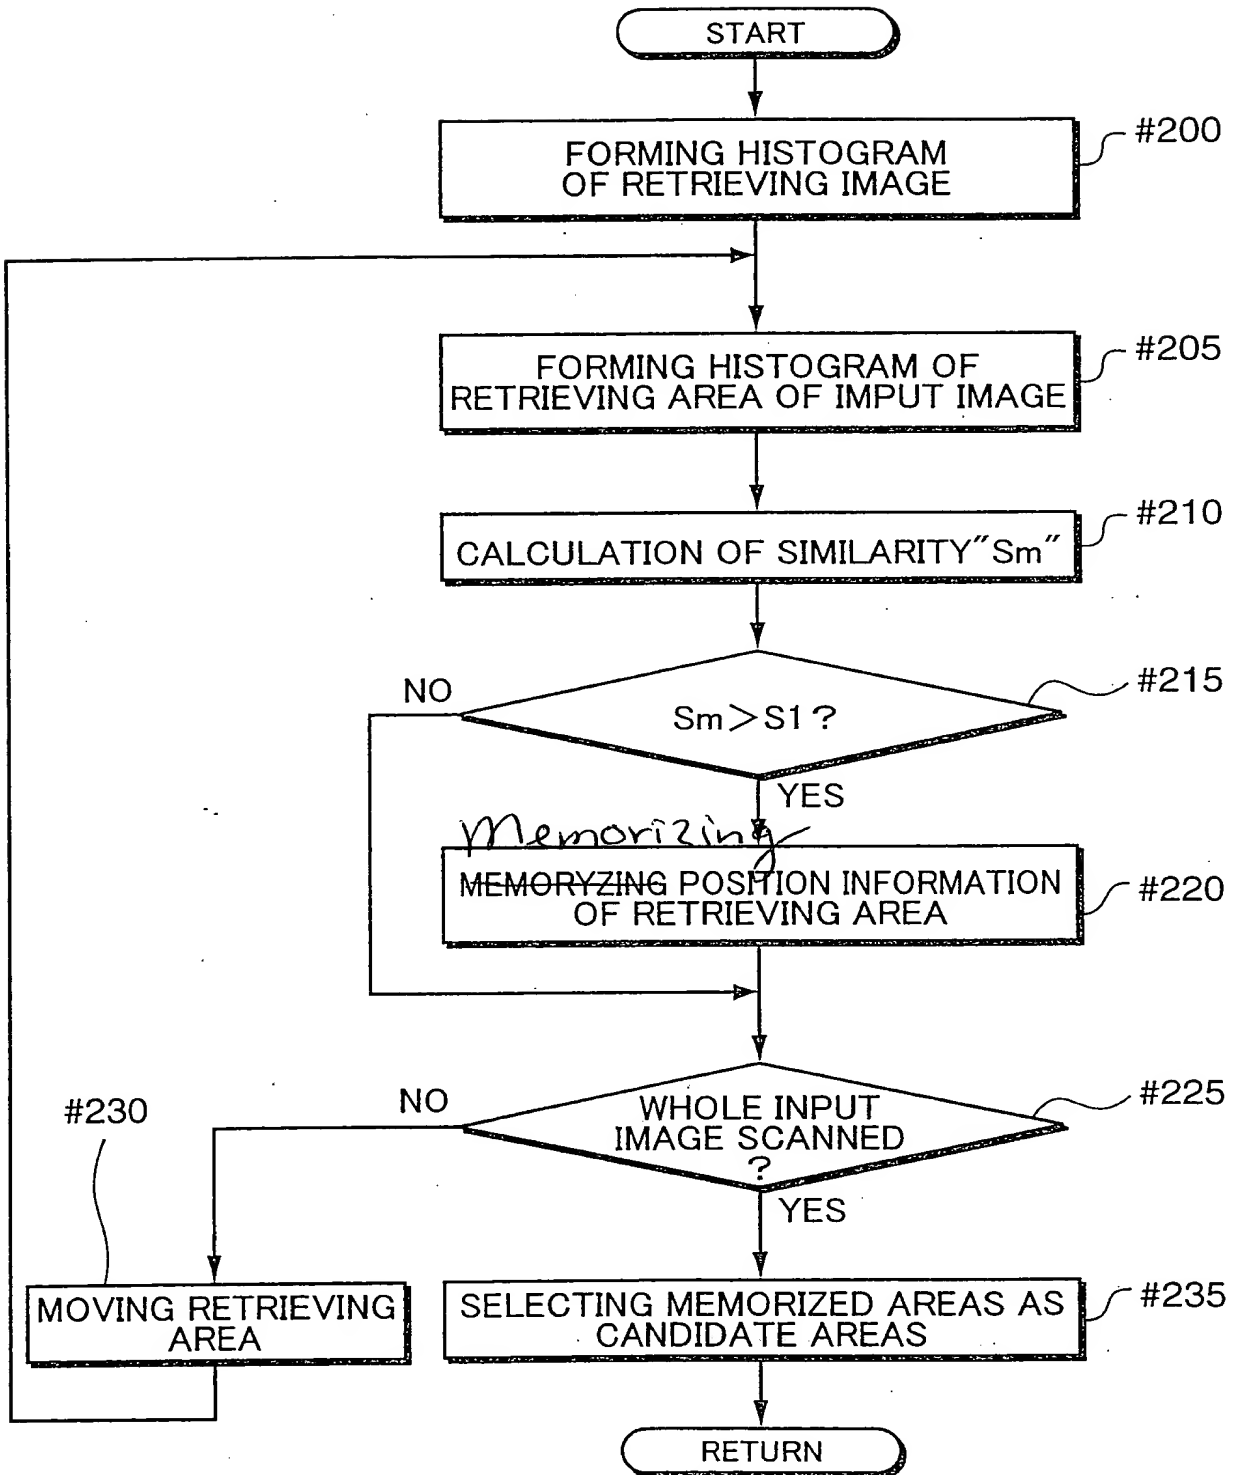 START
#200
FORMING HISTOGRAM
OF RETRIEVING IMAGE
#205
FORMING HISTOGRAM OF
RETRIEVING AREA OF IMPUT IMAGE
#210
CALCULATION OF SIMILARITY"Sm"
#215
NO
Sm>S1?
YES
Memorizing
MEMORYZING POSITION INFORMATION
OF RETRIEVING AREA
#220
#225
NO
WHOLE INPUT
IMAGE SCANNED
?
YES
#230
MOVING RETRIEVING
AREA
SELECTING MEMORIZED AREAS AS
CANDIDATE AREAS
#235
RETURN